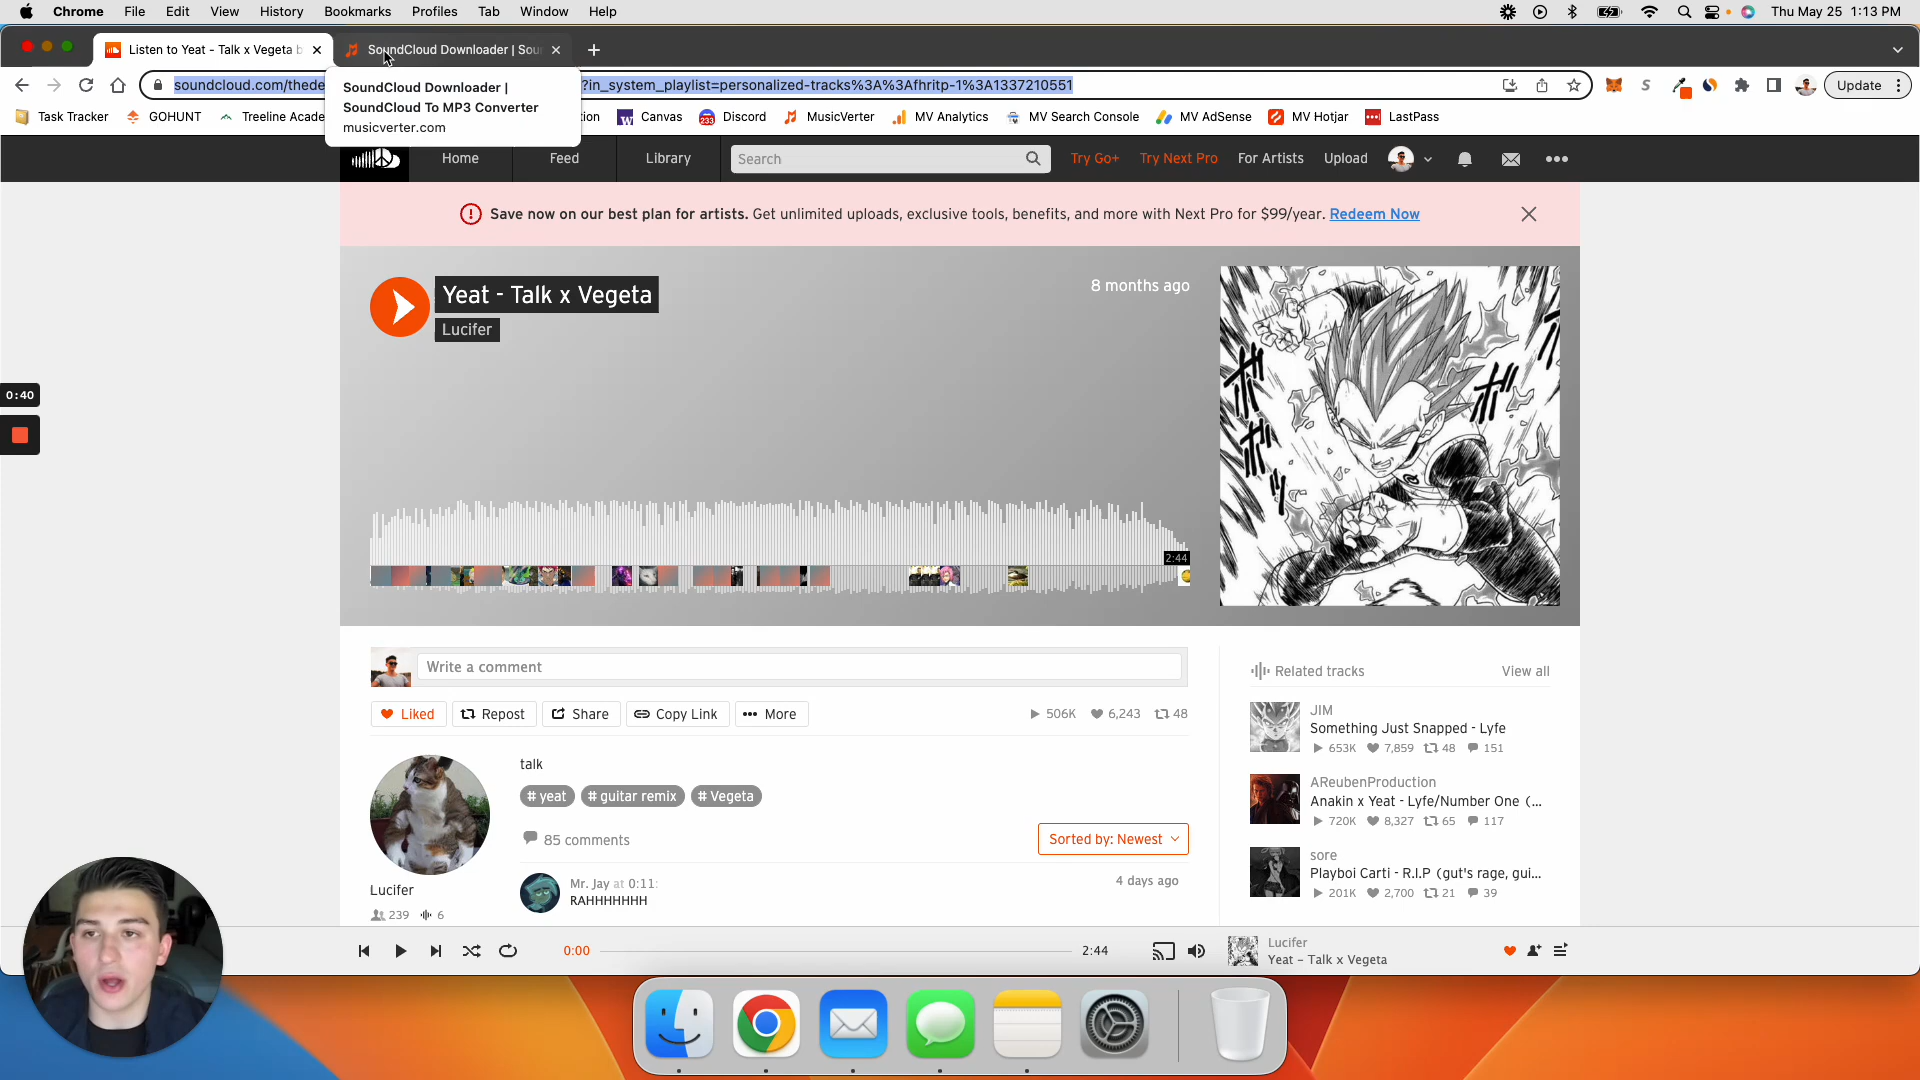 Chrome File Edit View History Bookmarks Profiles Tab Window Help Thu May 25 1:13 PM
Listen to Yeat - Talk x Vegeta b SoundCloud Downloader | Sou
soundcloud.com/thede ?in_system_playlist=personalized-tracks%3A%3Afhritp-1%3A1337210551 Update
SoundCloud Downloader |
SoundCloud To MP3 Converter
musicverter.com
Task Tracker GOHUNT Treeline Acade tion Canvas Discord MusicVerter MV Analytics MV Search Console MV AdSense MV Hotjar LastPass
233
Home Feed Library Search Try Go+ Try Next Pro For Artists Upload
Save now on our best plan for artists. Get unlimited uploads, exclusive tools, benefits, and more with Next Pro for $99/year. Redeem Now
Yeat - Talk x Vegeta
Lucifer
8 months ago
0:40
2:44
Write a comment
Liked Repost Share Copy Link More 506K 6,243 48
talk
# yeat # guitar remix # Vegeta
85 comments
Sorted by: Newest
Lucifer
239 6
Mr. Jay at 0:11:
RAHHHHHHH
4 days ago
Related tracks View all
JIM
Something Just Snapped - Lyfe
653K 7,859 48 151
AReubenProduction
Anakin x Yeat - Lyfe/Number One (...
720K 8,327 65 117
sore
Playboi Carti - R.I.P (gut's rage, gui...
201K 2,700 21 39
0:00 2:44
Lucifer
Yeat – Talk x Vegeta